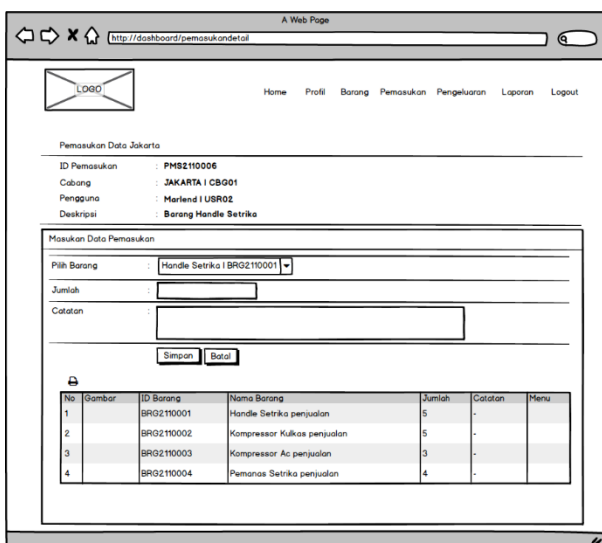 A Web Page
http://dashboard/pemasukandetail
LOGO
Home Profil Barang Pemasukan Pengeluaran Laporan Logout
Pemasukan Data Jakarta
ID Pemasukan : PMS2110006
Cabang : JAKARTA | CBG01
Pengguna : Marlend | USR02
Deskripsi : Barang Handle Setrika
Masukan Data Pemasukan
Pilih Barang : Handle Setrika | BRG2110001
Jumlah :
Catatan :
Simpan Batal
No Gambar ID Barang Nama Barang Jumlah Catatan Menu
1 BRG2110001 Handle Setrika penjualan 5 -
2 BRG2110002 Kompressor Kulkas penjualan 5 -
3 BRG2110003 Kompressor Ac penjualan 3 -
4 BRG2110004 Pemanas Setrika penjualan 4 -